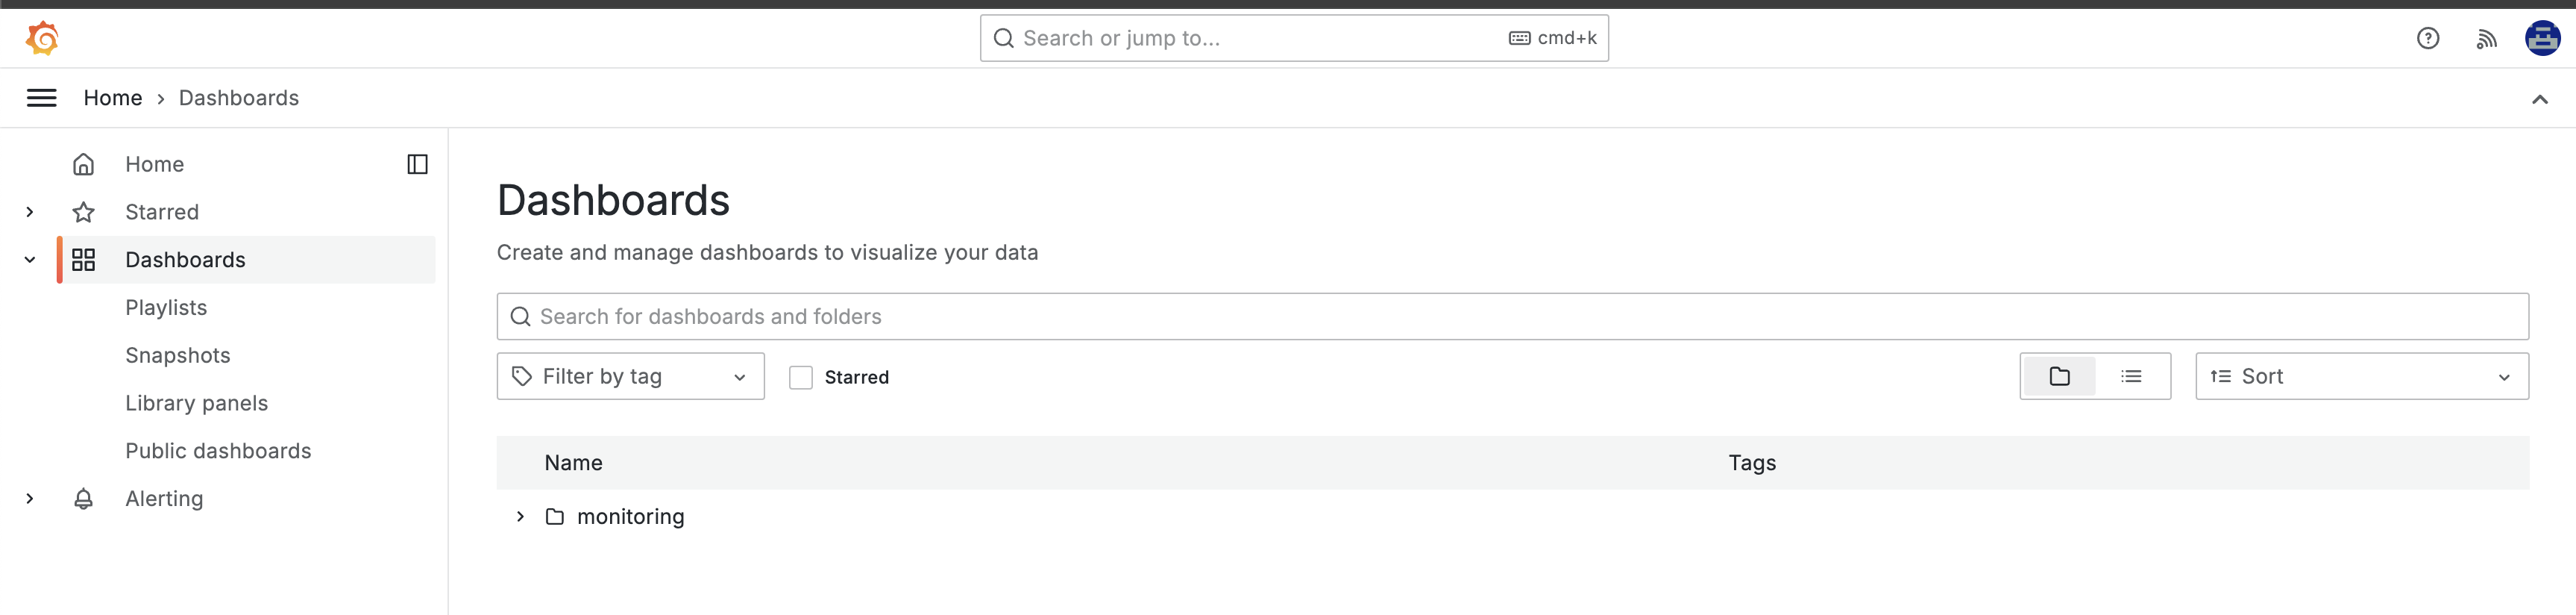 Search or jump to... cmd+k
Home › Dashboards
Home
Starred
Dashboards
Playlists
Snapshots
Library panels
Public dashboards
Alerting
Dashboards
Create and manage dashboards to visualize your data
Search for dashboards and folders
Filter by tag Starred Sort
Name Tags
monitoring